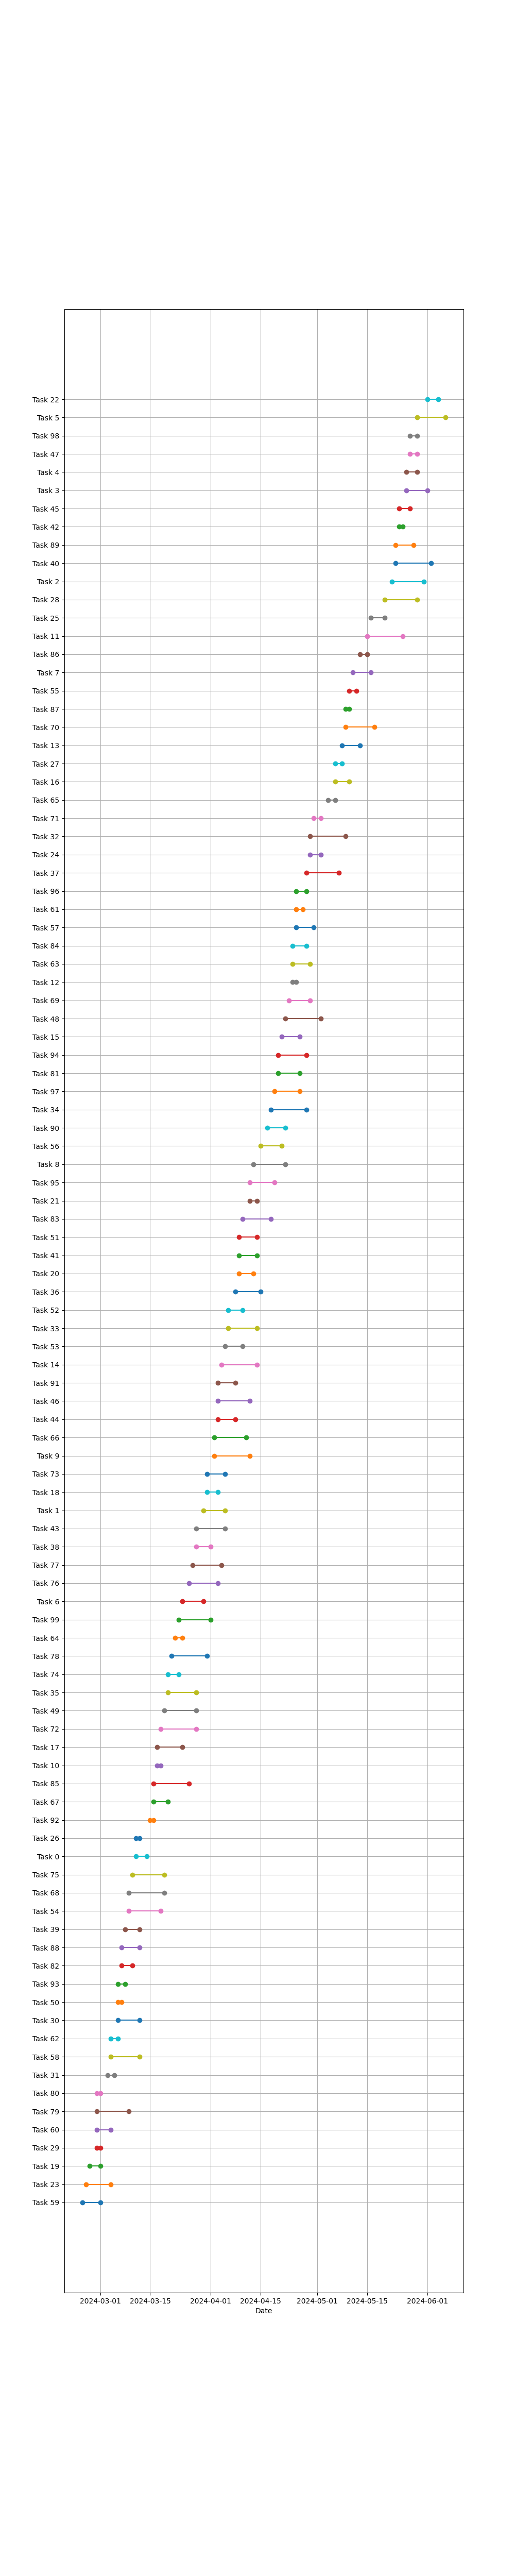 Task 22
Task 5
Task 98
Task 47
Task 4
Task 3
Task 45
Task 42
Task 89
Task 40
Task 2
Task 28
Task 25
Task 11
Task 86
Task 7
Task 55
Task 87
Task 70
Task 13
Task 27
Task 16
Task 65
Task 71
Task 32
Task 24
Task 37
Task 96
Task 61
Task 57
Task 84
Task 63
Task 12
Task 69
Task 48
Task 15
Task 94
Task 81
Task 97
Task 34
Task 90
Task 56
Task 8
Task 95
Task 21
Task 83
Task 51
Task 41
Task 20
Task 36
Task 52
Task 33
Task 53
Task 14
Task 91
Task 46
Task 44
Task 66
Task 9
Task 73
Task 18
Task 1
Task 43
Task 38
Task 77
Task 76
Task 6
Task 99
Task 64
Task 78
Task 74
Task 35
Task 49
Task 72
Task 17
Task 10
Task 85
Task 67
Task 92
Task 26
Task 0
Task 75
Task 68
Task 54
Task 39
Task 88
Task 82
Task 93
Task 50
Task 30
Task 62
Task 58
Task 31
Task 80
Task 79
Task 60
Task 29
Task 19
Task 23
Task 59
2024-03-01 2024-03-15 2024-04-01 2024-04-15 2024-05-01 2024-05-15 2024-06-01
Date